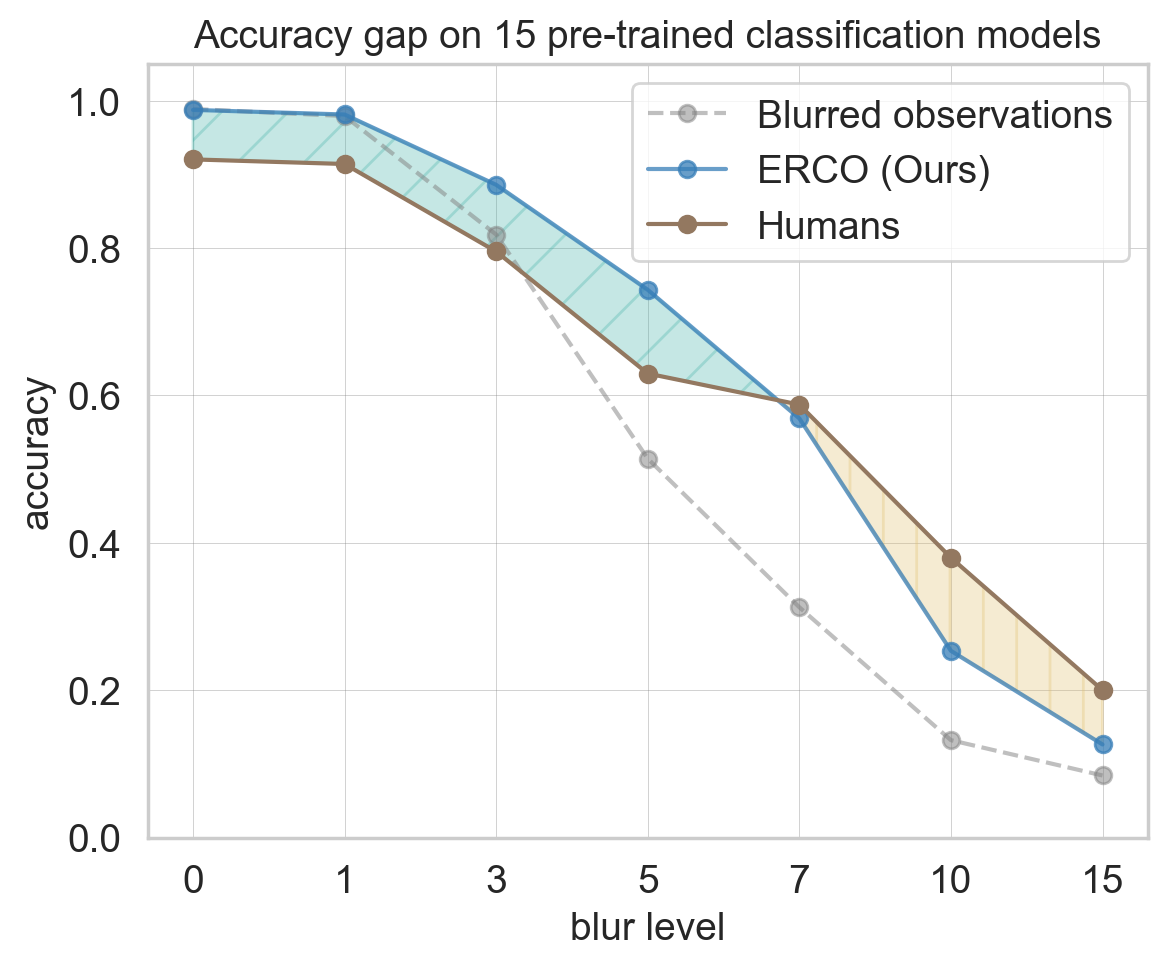 Accuracy gap on 15 pre-trained classification models
Blurred observations
ERCO (Ours)
Humans
1.0
0.8
0.6
0.4
0.2
0.0
accuracy
0 1 3 5 7 10 15
blur level